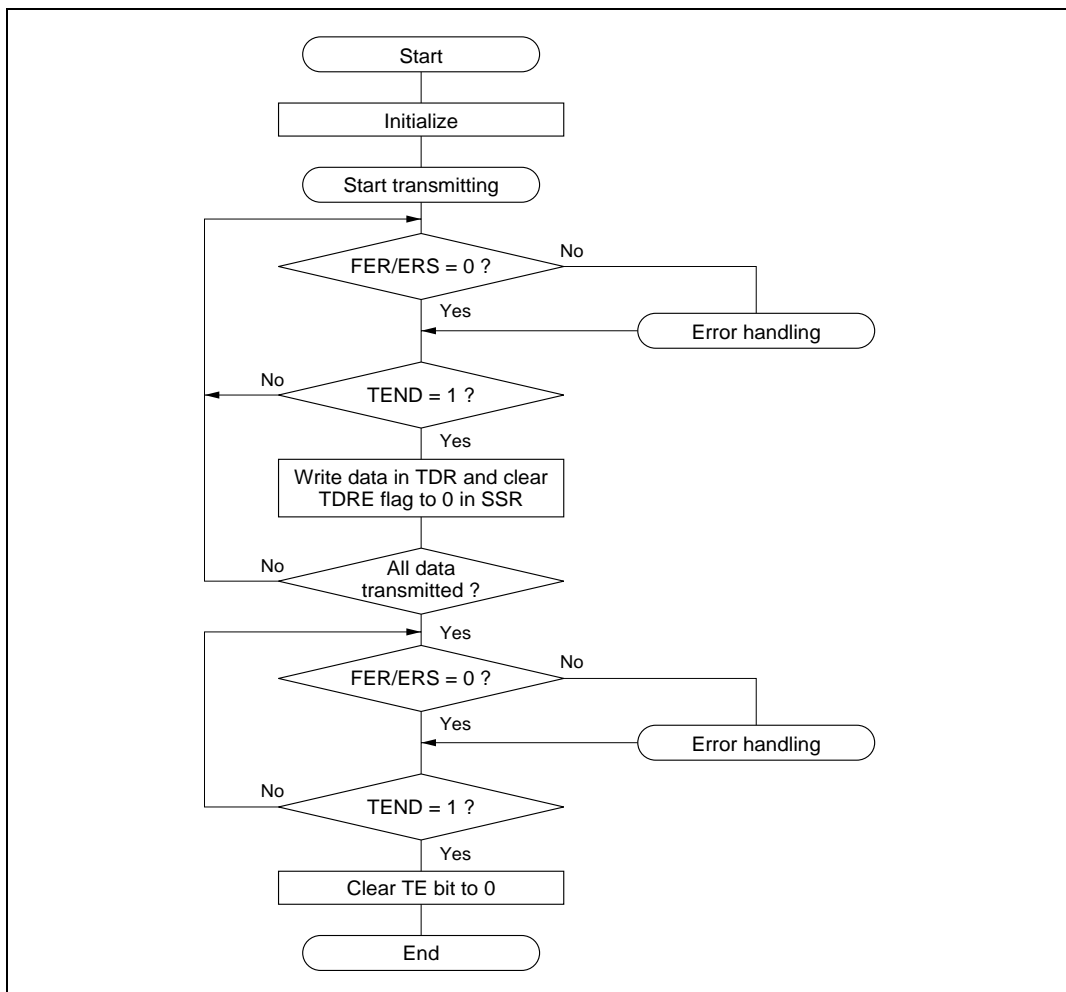 Start
Initialize
Start transmitting
No
FER/ERS = 0 ?
Yes
Error handling
No
TEND = 1 ?
Yes
Write data in TDR and clear
TDRE flag to 0 in SSR
No
All data
transmitted ?
Yes
No
FER/ERS = 0 ?
Yes
Error handling
No
TEND = 1 ?
Yes
Clear TE bit to 0
End